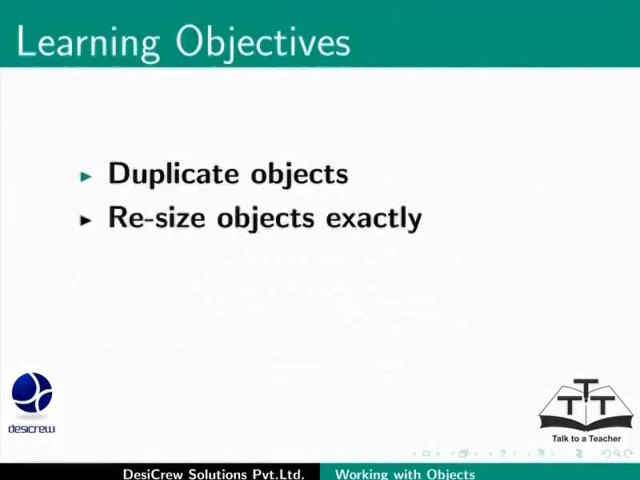 Learning Objectives
Duplicate objects
Re-size objects exactly
desicrew
TTT
Talk to a Teacher
DesiCrew Solutions Pvt.Ltd. Working with Objects